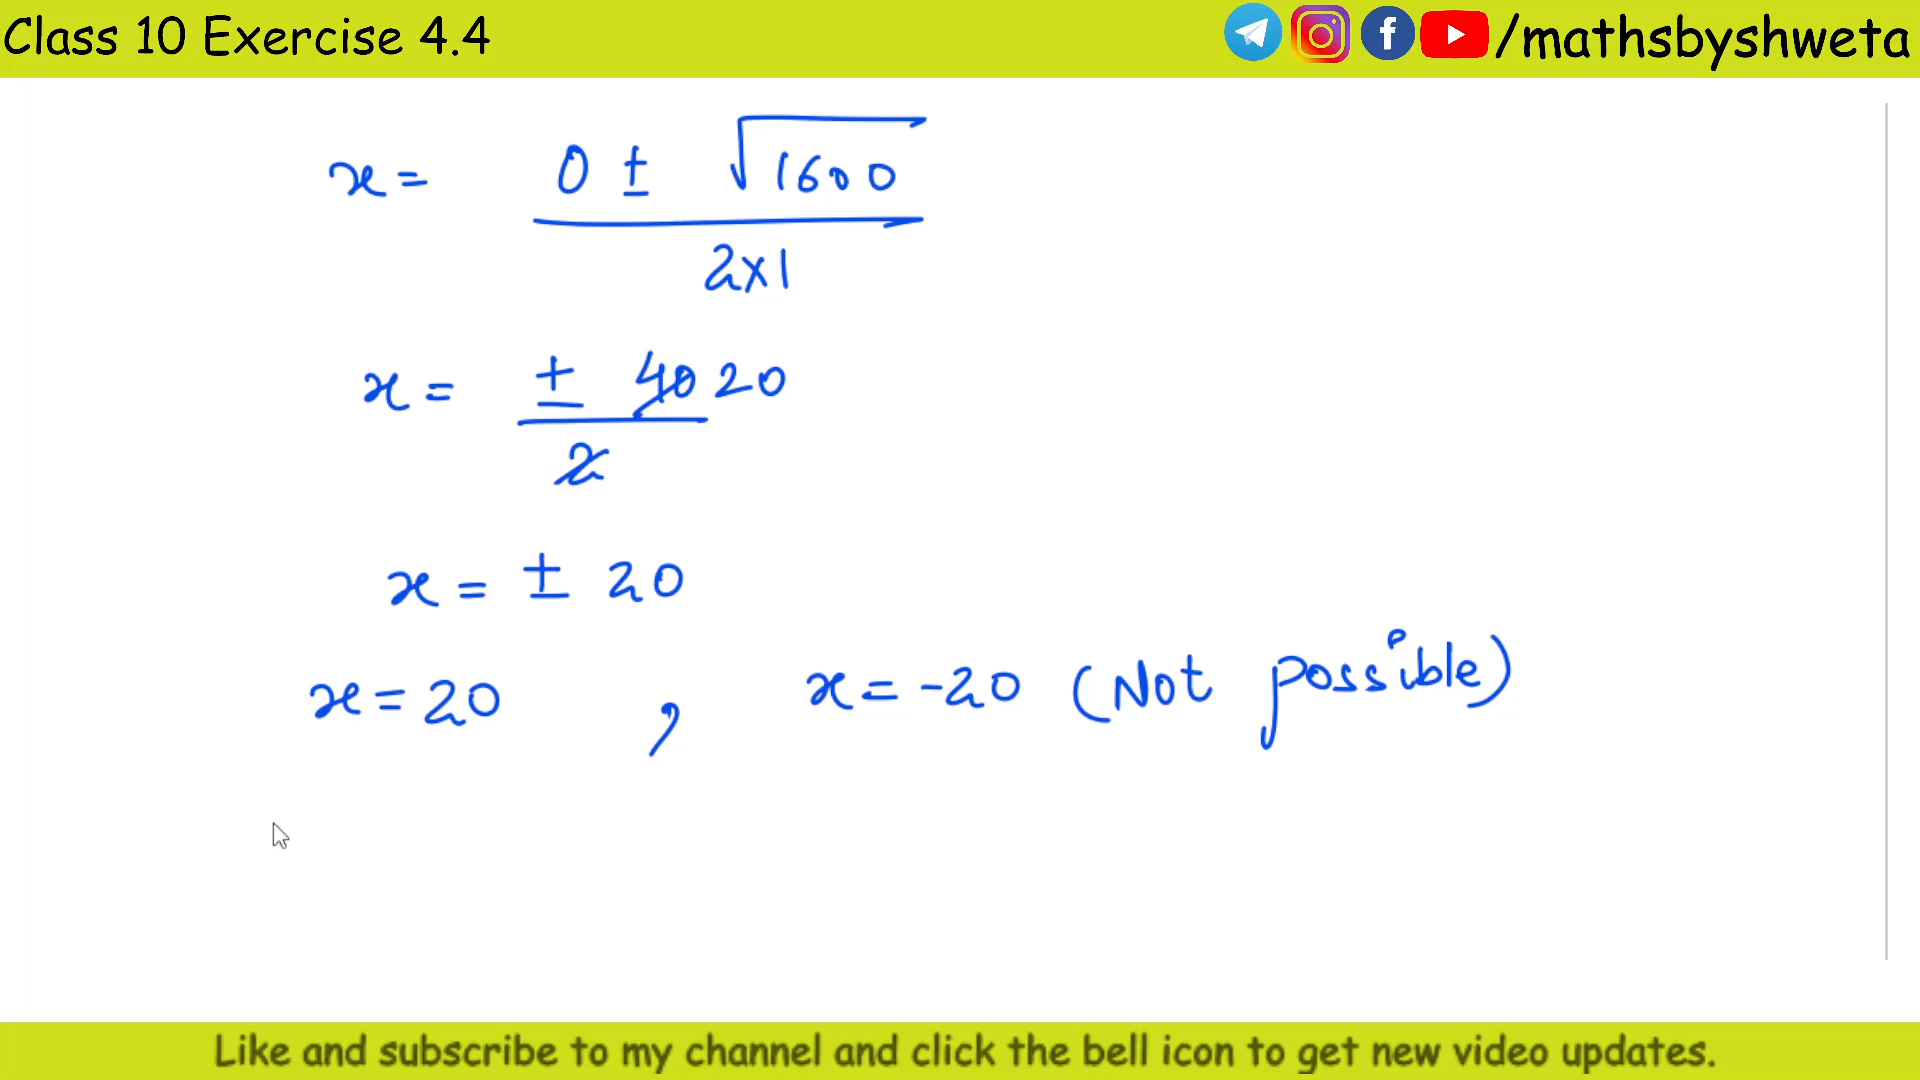 Class 10 Exercise 4.4
/mathsbyshweta
x = 0 ± √1600
2x1
x = ± 40 20
2
x = ± 20
x = 20 , x = -20 (Not possible)
Like and subscribe to my channel and click the bell icon to get new video updates.